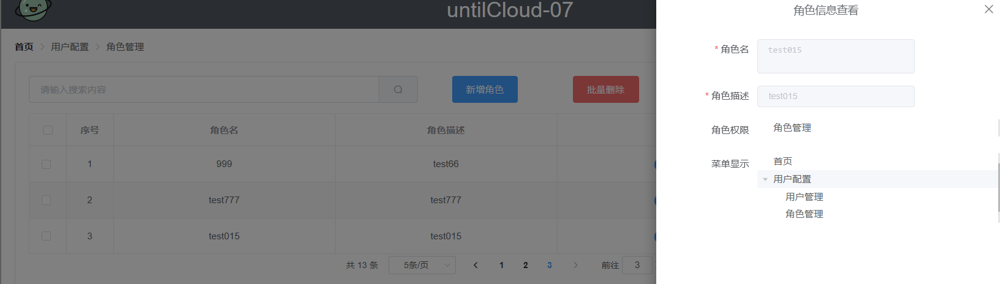 untilCloud-07
首页 用户配置 角色管理
请输入搜索内容 新增角色 批量删除
序号 角色名 角色描述
1 999 test66
2 test777 test777
3 test015 test015
共 13 条 5条/页 1 2 3 前往 3
角色信息查看
* 角色名 test015
* 角色描述 test015
角色权限 角色管理
菜单显示 首页
用户配置
用户管理
角色管理